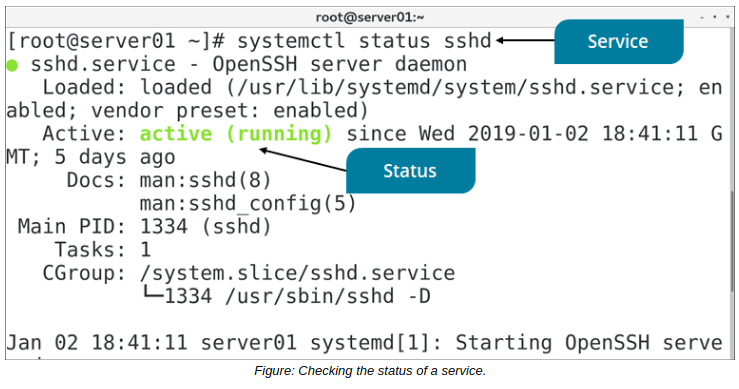 root@server01:~
[root@server01 ~]# systemctl status sshd
Service
● sshd.service - OpenSSH server daemon
Loaded: loaded (/usr/lib/systemd/system/sshd.service; en
abled; vendor preset: enabled)
Active: active (running) since Wed 2019-01-02 18:41:11 G
MT; 5 days ago
Status
Docs: man:sshd(8)
man:sshd_config(5)
Main PID: 1334 (sshd)
Tasks: 1
CGroup: /system.slice/sshd.service
└─1334 /usr/sbin/sshd -D
Jan 02 18:41:11 server01 systemd[1]: Starting OpenSSH serve
Figure: Checking the status of a service.